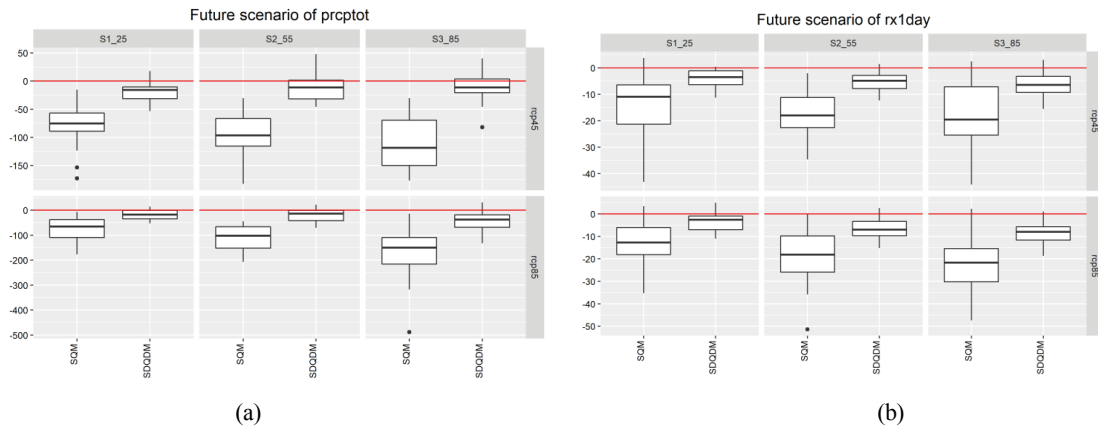 Future scenario of prcptot
S1_25 S2_55 S3_85
50
0
-50
-100
-150
rcp45
0
-100
-200
-300
-400
-500
rcp85
SQM SDQDM SQM SDQDM SQM SDQDM
(a)
Future scenario of rx1day
S1_25 S2_55 S3_85
0
-10
-20
-30
-40
rcp45
0
-10
-20
-30
-40
-50
rcp85
SQM SDQDM SQM SDQDM SQM SDQDM
(b)